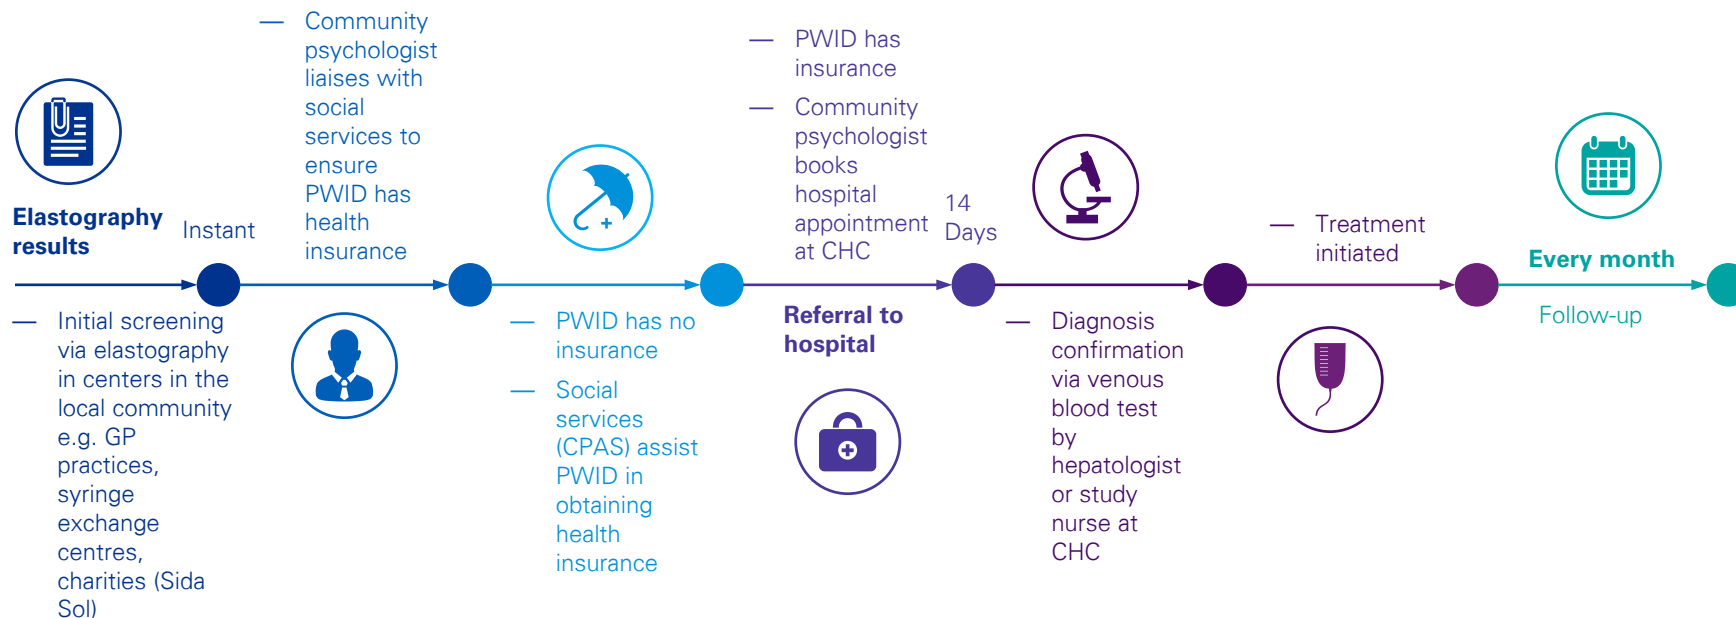 Elastography
results
Instant
— Initial screening
via elastography
in centers in the
local community
e.g. GP
practices,
syringe
exchange
centres,
charities (Sida
Sol)
— Community
psychologist
liaises with
social
services to
ensure
PWID has
health
insurance
— PWID has no
insurance
— Social
services
(CPAS) assist
PWID in
obtaining
health
insurance
— PWID has
insurance
— Community
psychologist
books
hospital
appointment
at CHC
Referral to
hospital
14
Days
— Diagnosis
confirmation
via venous
blood test
by
hepatologist
or study
nurse at
CHC
— Treatment
initiated
Every month
Follow-up